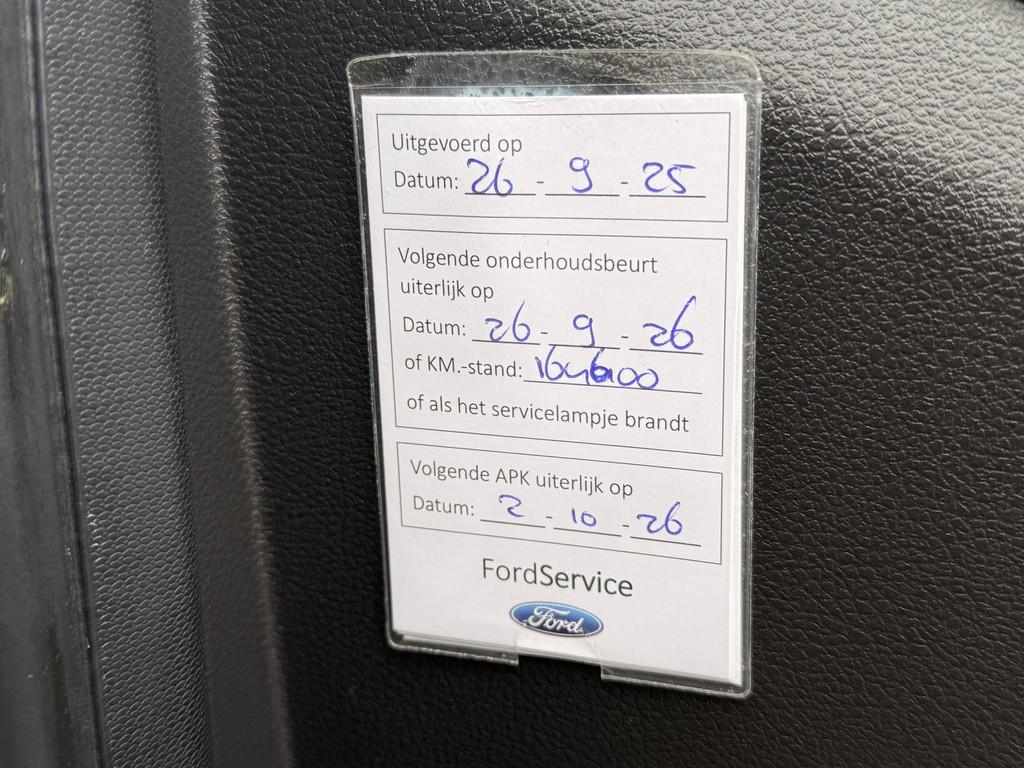 Uitgevoerd op
Datum: 26 - 9 - 25
Volgende onderhoudsbeurt
uiterlijk op
Datum: 26 - 9 - 26
of KM.-stand:
of als het servicelampje brandt
Volgende APK uiterlijk op
Datum: 2 - 10 - 26
FordService
Ford